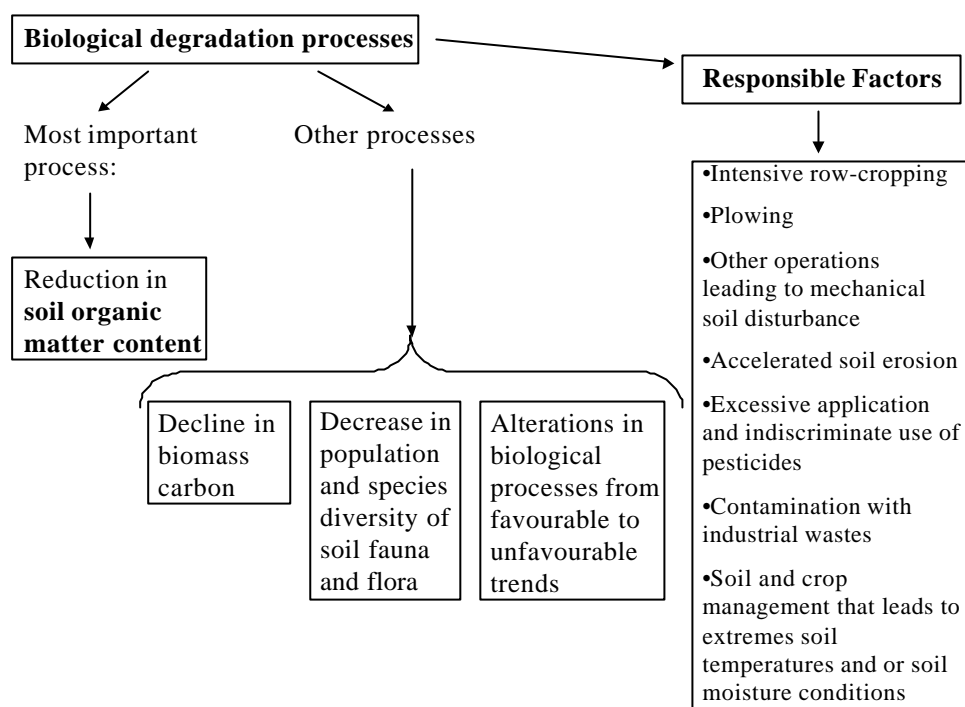 Biological degradation processes
Most important
process:
Reduction in
soil organic
matter content
Other processes
Decline in
biomass
carbon
Decrease in
population
and species
diversity of
soil fauna
and flora
Alterations in
biological
processes from
favourable to
unfavourable
trends
Responsible Factors
•Intensive row-cropping
•Plowing
•Other operations
leading to mechanical
soil disturbance
•Accelerated soil erosion
•Excessive application
and indiscriminate use of
pesticides
•Contamination with
industrial wastes
•Soil and crop
management that leads to
extremes soil
temperatures and or soil
moisture conditions